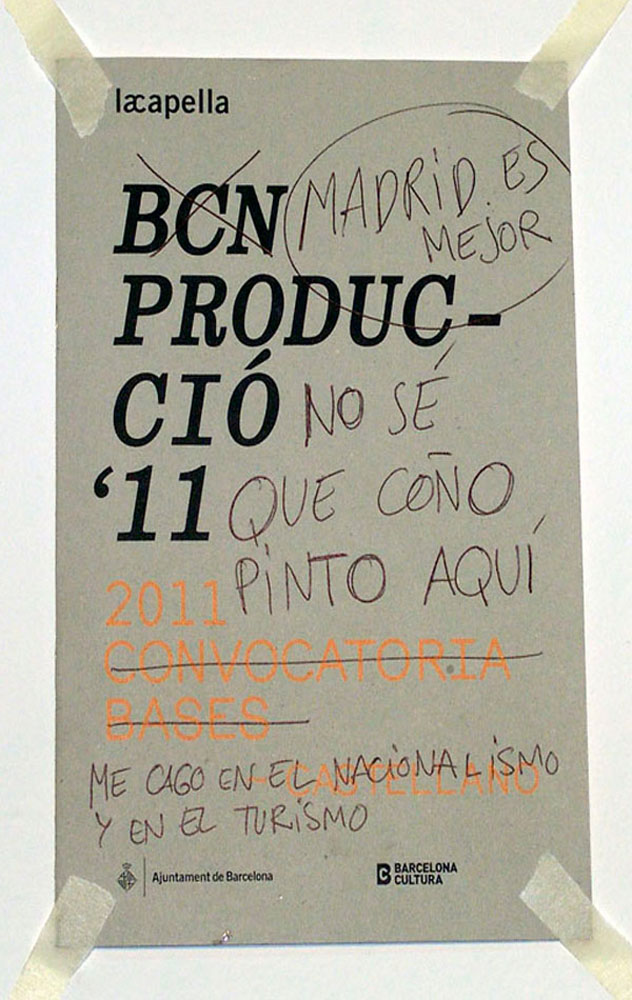 lacapella
BCN MADRID ES
MEJOR
PRODUC-
CIÓ NO SÉ
'11 QUE COÑO
PINTO AQUÍ
2011
CONVOCATORIA
BASES
ME CAGO EN EL NACIONALISMO
— CASTELLANO
Y EN EL TURISMO
Ajuntament de Barcelona
BARCELONA
CULTURA